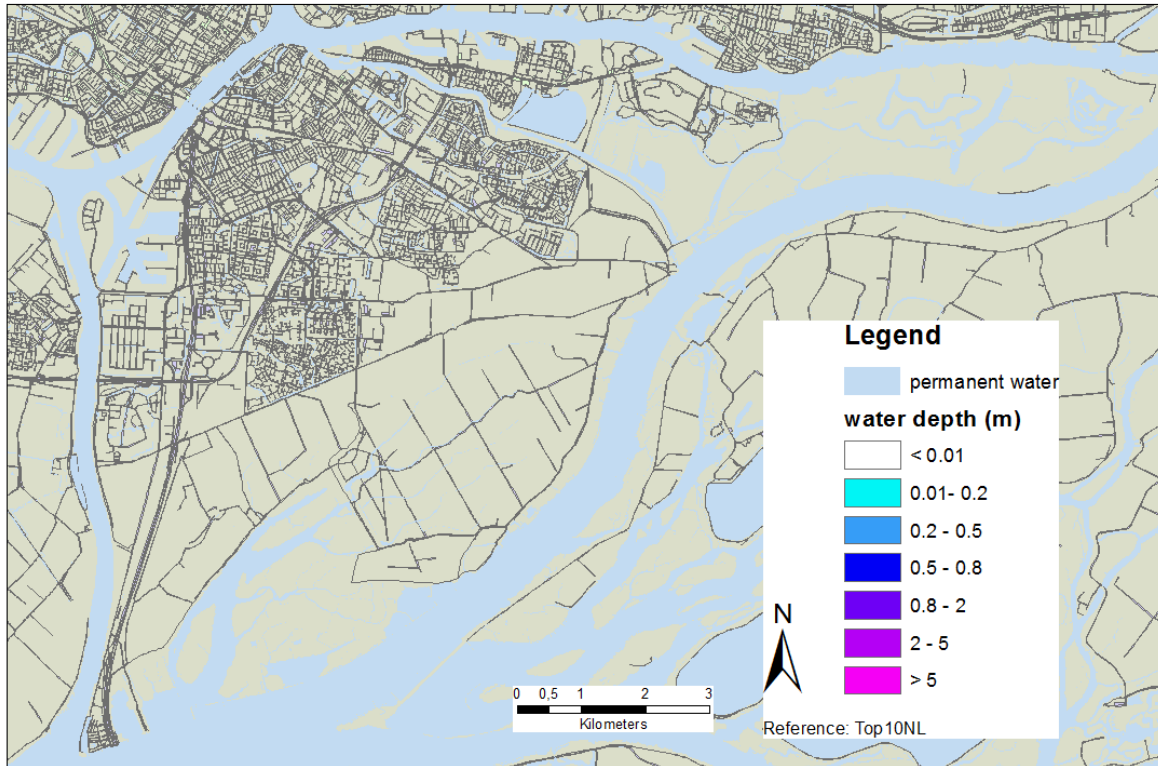 Legend
permanent water
water depth (m)
< 0.01
0.01- 0.2
0.2 - 0.5
0.5 - 0.8
0.8 - 2
2 - 5
> 5
N
0 0,5 1 2 3
Kilometers
Reference: Top10NL